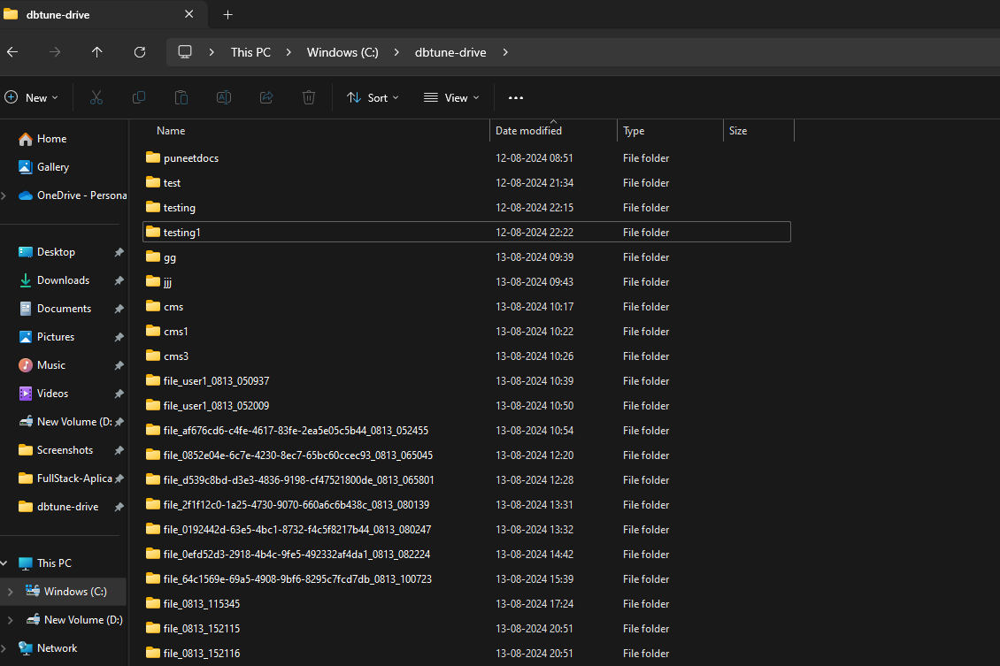 dbtune-drive
This PC > Windows (C:) > dbtune-drive >
New Sort View
Home
Gallery
OneDrive - Persona
Desktop
Downloads
Documents
Pictures
Music
Videos
New Volume (D:
Screenshots
FullStack-Aplica
dbtune-drive
This PC
Windows (C:)
New Volume (D:)
Network
Name Date modified Type Size
puneetdocs 12-08-2024 08:51 File folder
test 12-08-2024 21:34 File folder
testing 12-08-2024 22:15 File folder
testing1 12-08-2024 22:22 File folder
gg 13-08-2024 09:39 File folder
jjj 13-08-2024 09:43 File folder
cms 13-08-2024 10:17 File folder
cms1 13-08-2024 10:22 File folder
cms3 13-08-2024 10:26 File folder
file_user1_0813_050937 13-08-2024 10:39 File folder
file_user1_0813_052009 13-08-2024 10:50 File folder
file_af676cd6-c4fe-4617-83fe-2ea5e05c5b44_0813_052455 13-08-2024 10:54 File folder
file_0852e04e-6c7e-4230-8ec7-65bc60ccec93_0813_065045 13-08-2024 12:20 File folder
file_d539c8bd-d3e3-4836-9198-cf47521800de_0813_065801 13-08-2024 12:28 File folder
file_2f1f12c0-1a25-4730-9070-660a6c6b438c_0813_080139 13-08-2024 13:31 File folder
file_0192442d-63e5-4bc1-8732-f4c5f8217b44_0813_080247 13-08-2024 13:32 File folder
file_0efd52d3-2918-4b4c-9fe5-492332af4da1_0813_082224 13-08-2024 14:42 File folder
file_64c1569e-69a5-4908-9bf6-8295c7fcd7db_0813_100723 13-08-2024 15:39 File folder
file_0813_115345 13-08-2024 17:24 File folder
file_0813_152115 13-08-2024 20:51 File folder
file_0813_152116 13-08-2024 20:51 File folder